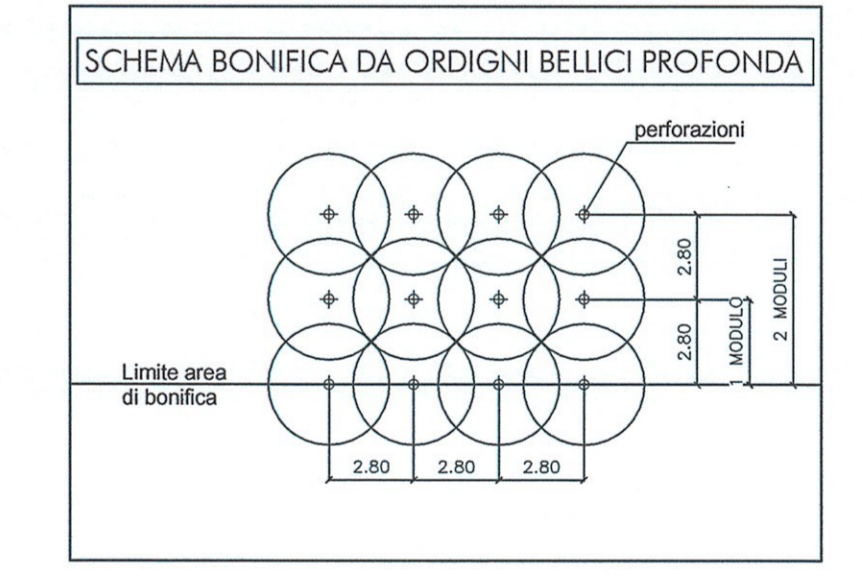 SCHEMA BONIFICA DA ORDIGNI BELLICI PROFONDA
perforazioni
2.80
2.80
1 MODULO
2 MODULI
Limite area
di bonifica
2.80 2.80 2.80